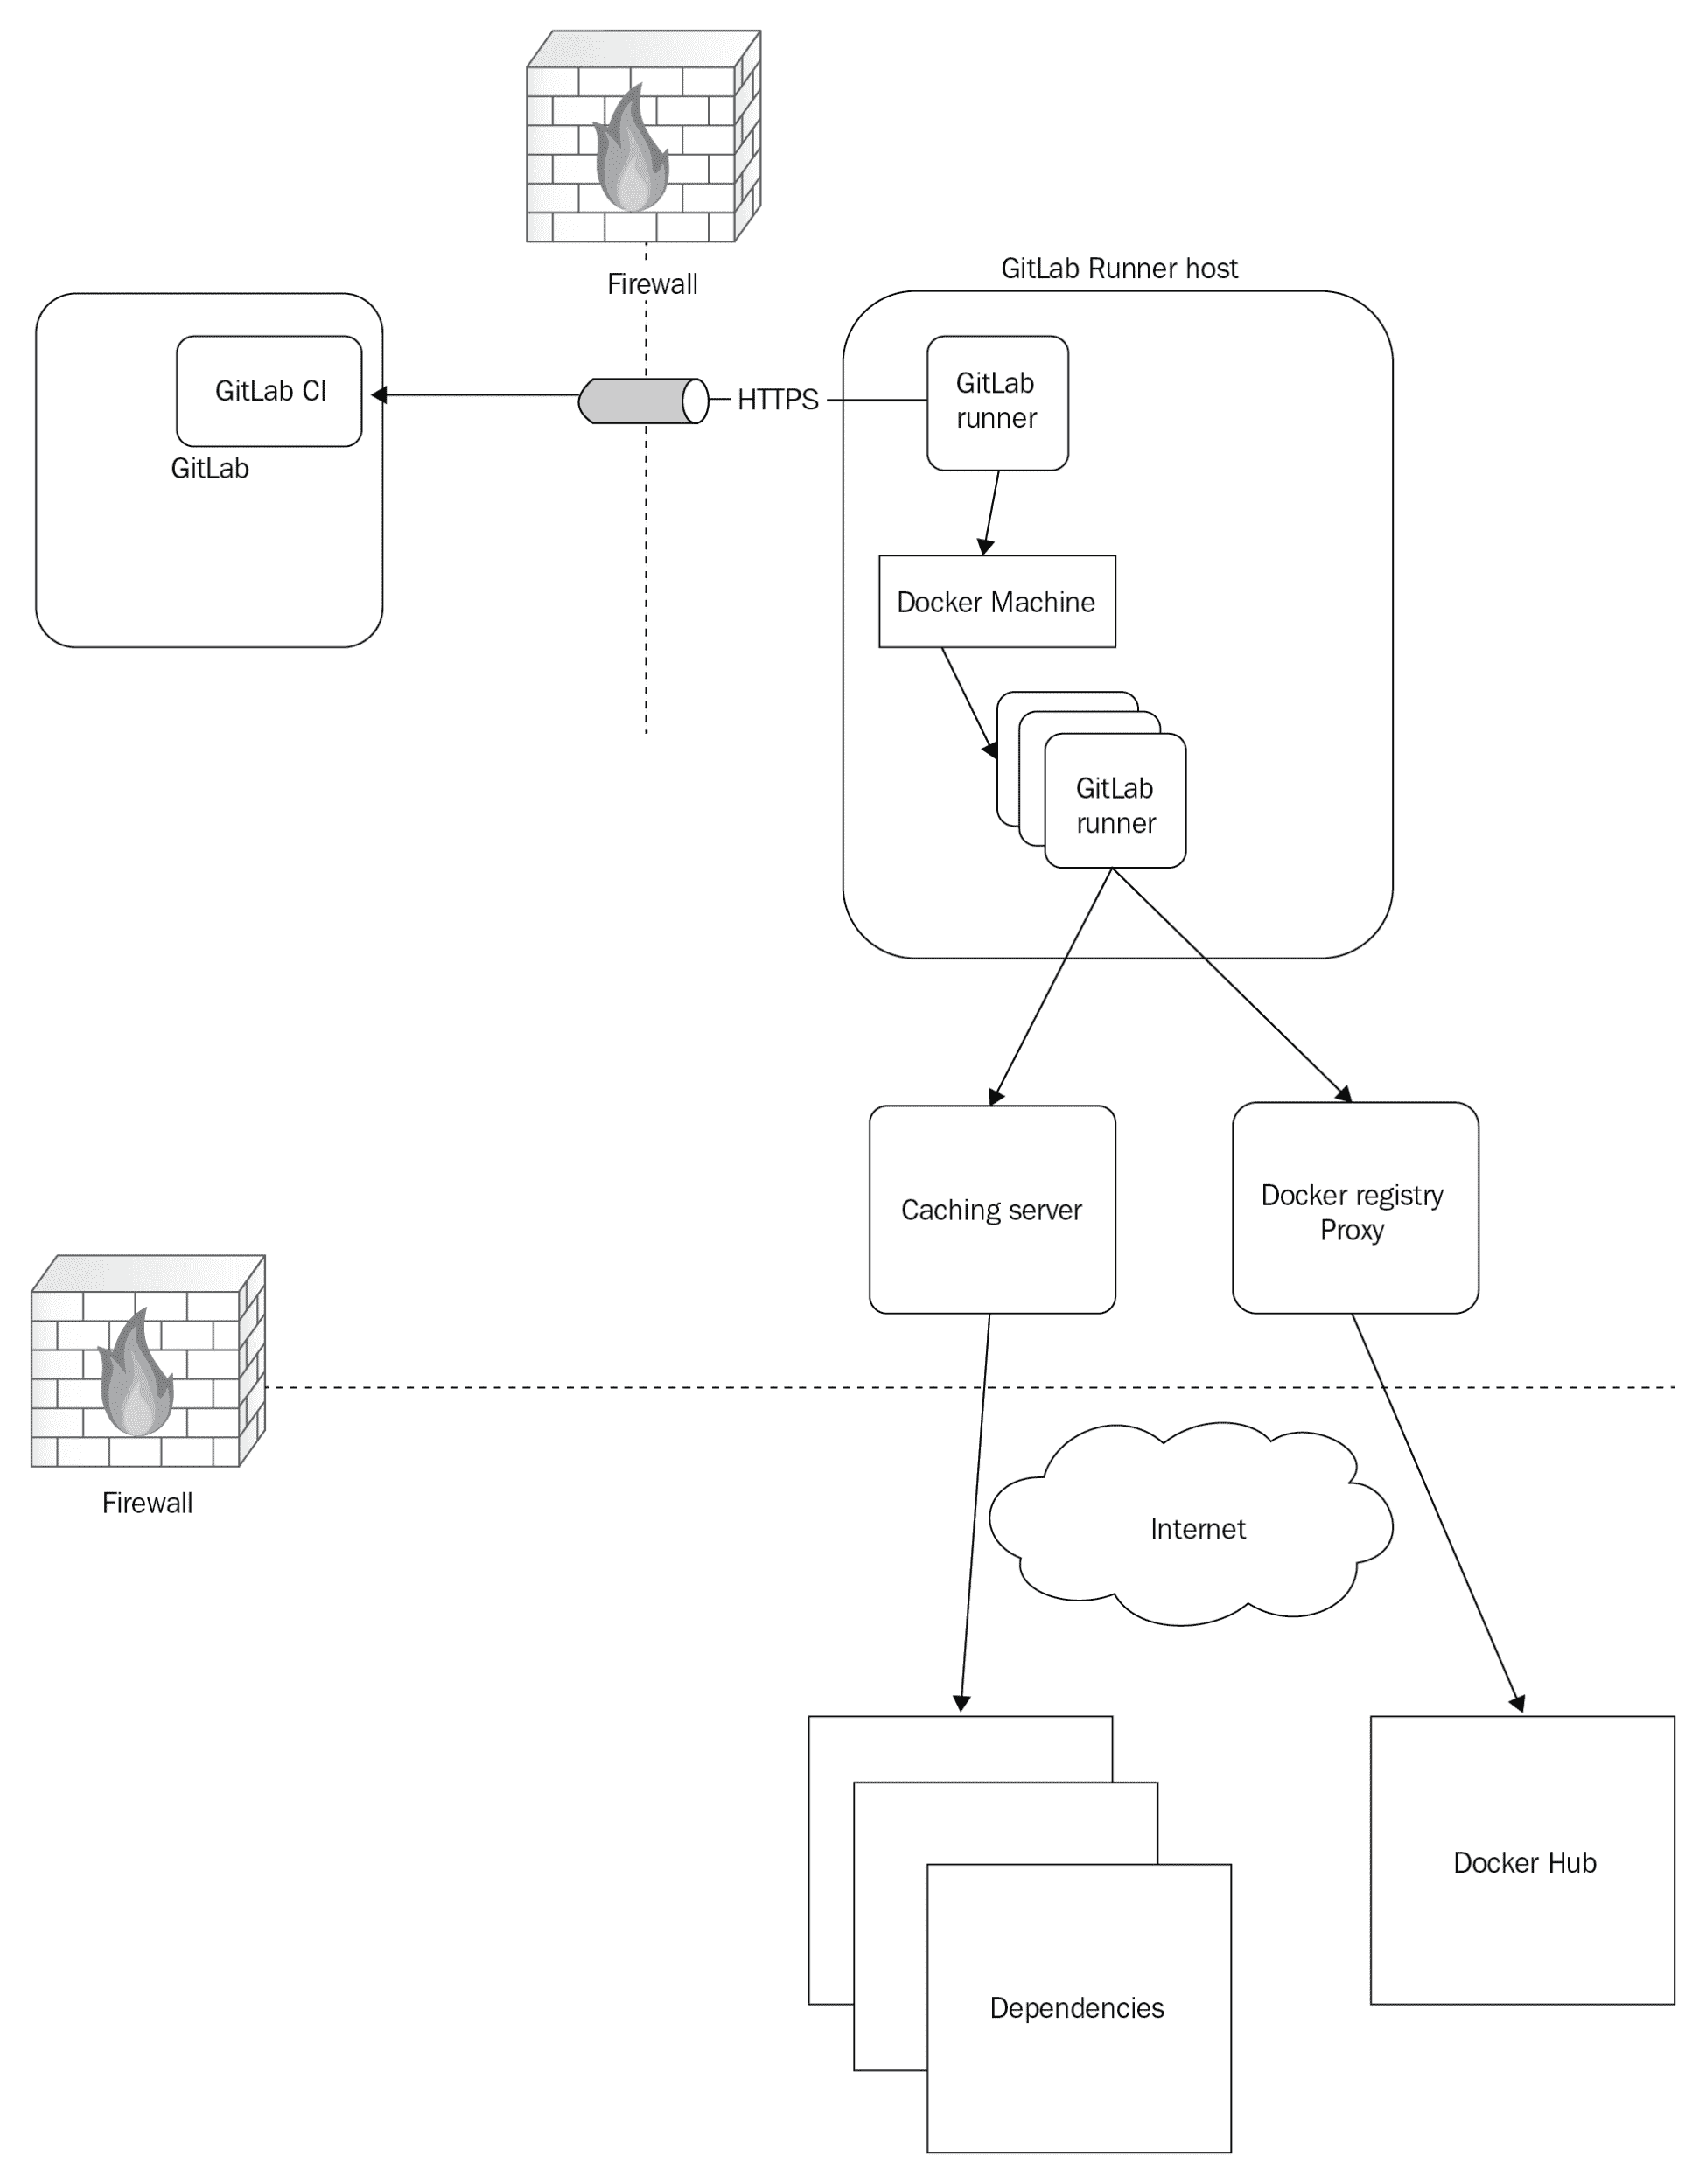 Firewall
GitLab Runner host
GitLab CI
GitLab
HTTPS
GitLab
runner
Docker Machine
GitLab
runner
Caching server
Docker registry
Proxy
Firewall
Internet
Dependencies
Docker Hub